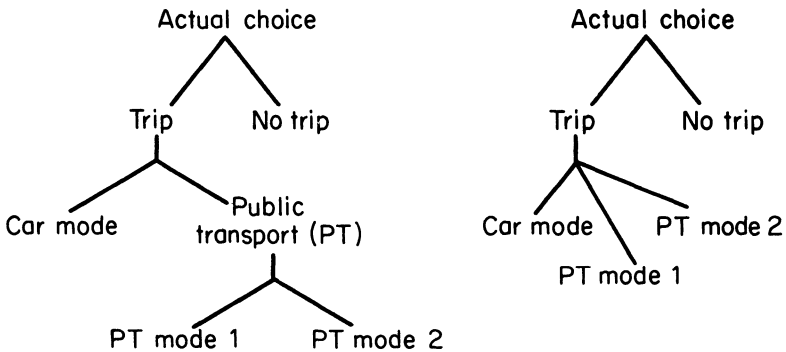 Actual choice
Trip
No trip
Car mode
Public
transport (PT)
PT mode 1
PT mode 2
Actual choice
Trip
No trip
Car mode
PT mode 2
PT mode 1